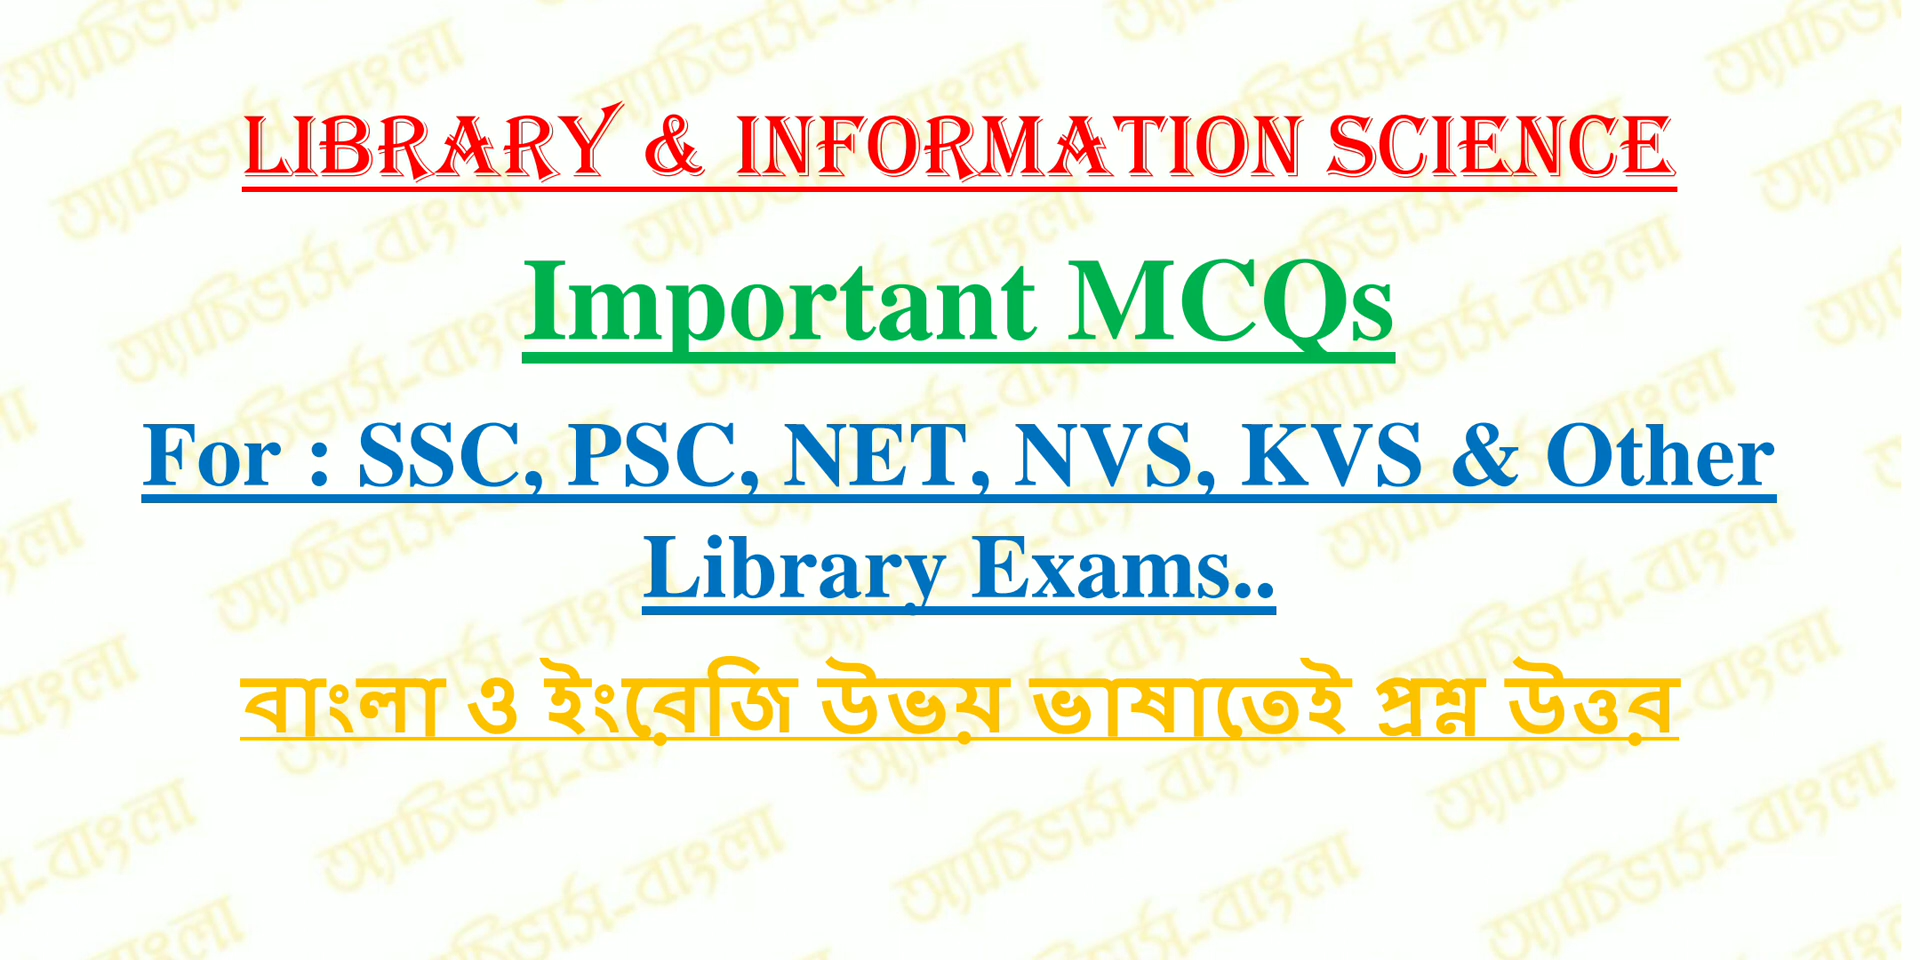 LIBRARY & INFORMATION SCIENCE
Important MCQs
For : SSC, PSC, NET, NVS, KVS & Other
Library Exams..
বাংলা ও ইংরেজি উভয় ভাষাতেই প্রশ্ন উত্তর